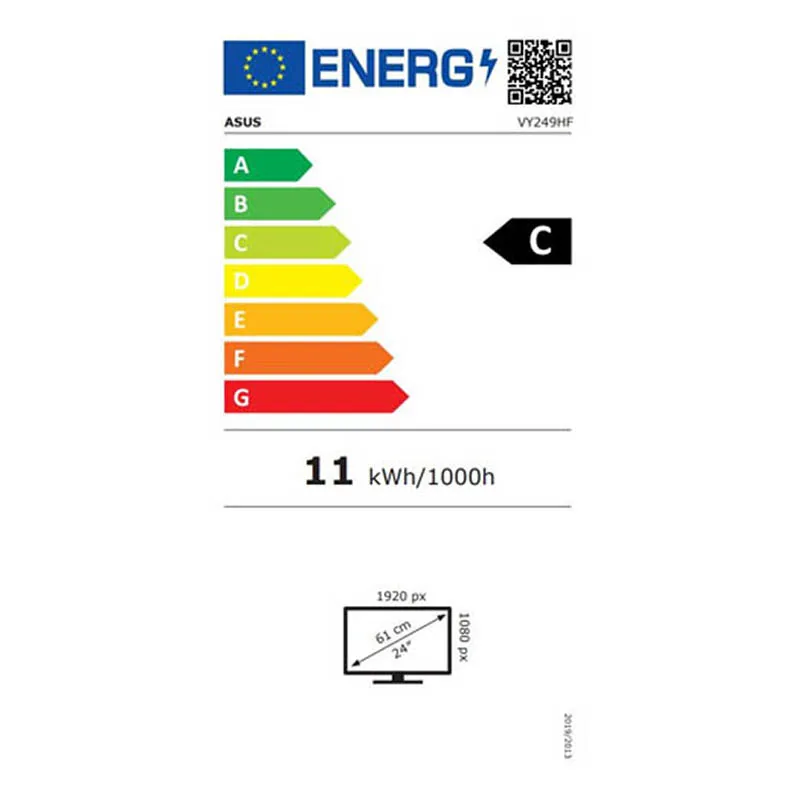 ENERG
ASUS VY249HF
A
B
C
C
D
E
F
G
11 kWh/1000h
1920 px
1080 px
61 cm
24"
2019/2013